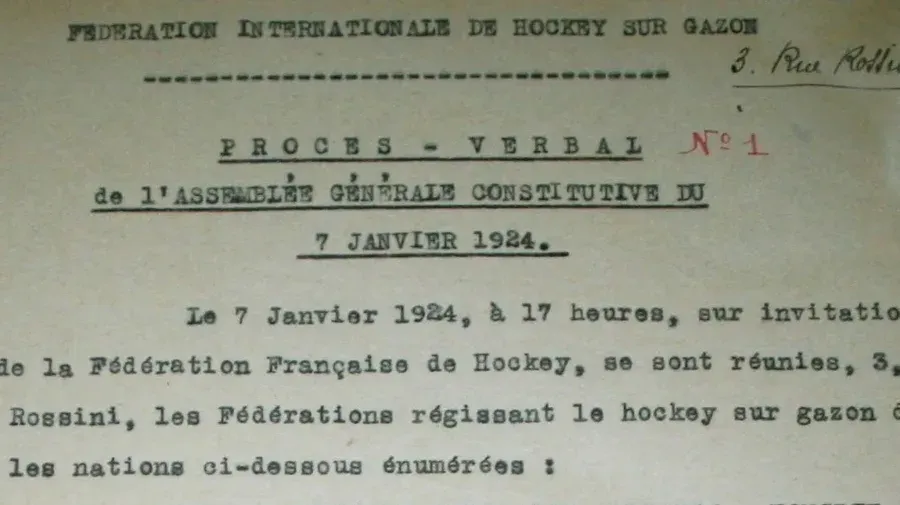 FEDERATION INTERNATIONALE DE HOCKEY SUR GAZON
3. Rue
PROCES - VERBAL N° 1
de l'ASSEMBLÉE GÉNÉRALE CONSTITUTIVE DU
7 JANVIER 1924.
Le 7 Janvier 1924, à 17 heures, sur
de la Fédération Française de Hockey, se sont réunies, 3,
Rossini, les Fédérations régissant le hockey sur gazon
les nations ci-dessous énumérées :